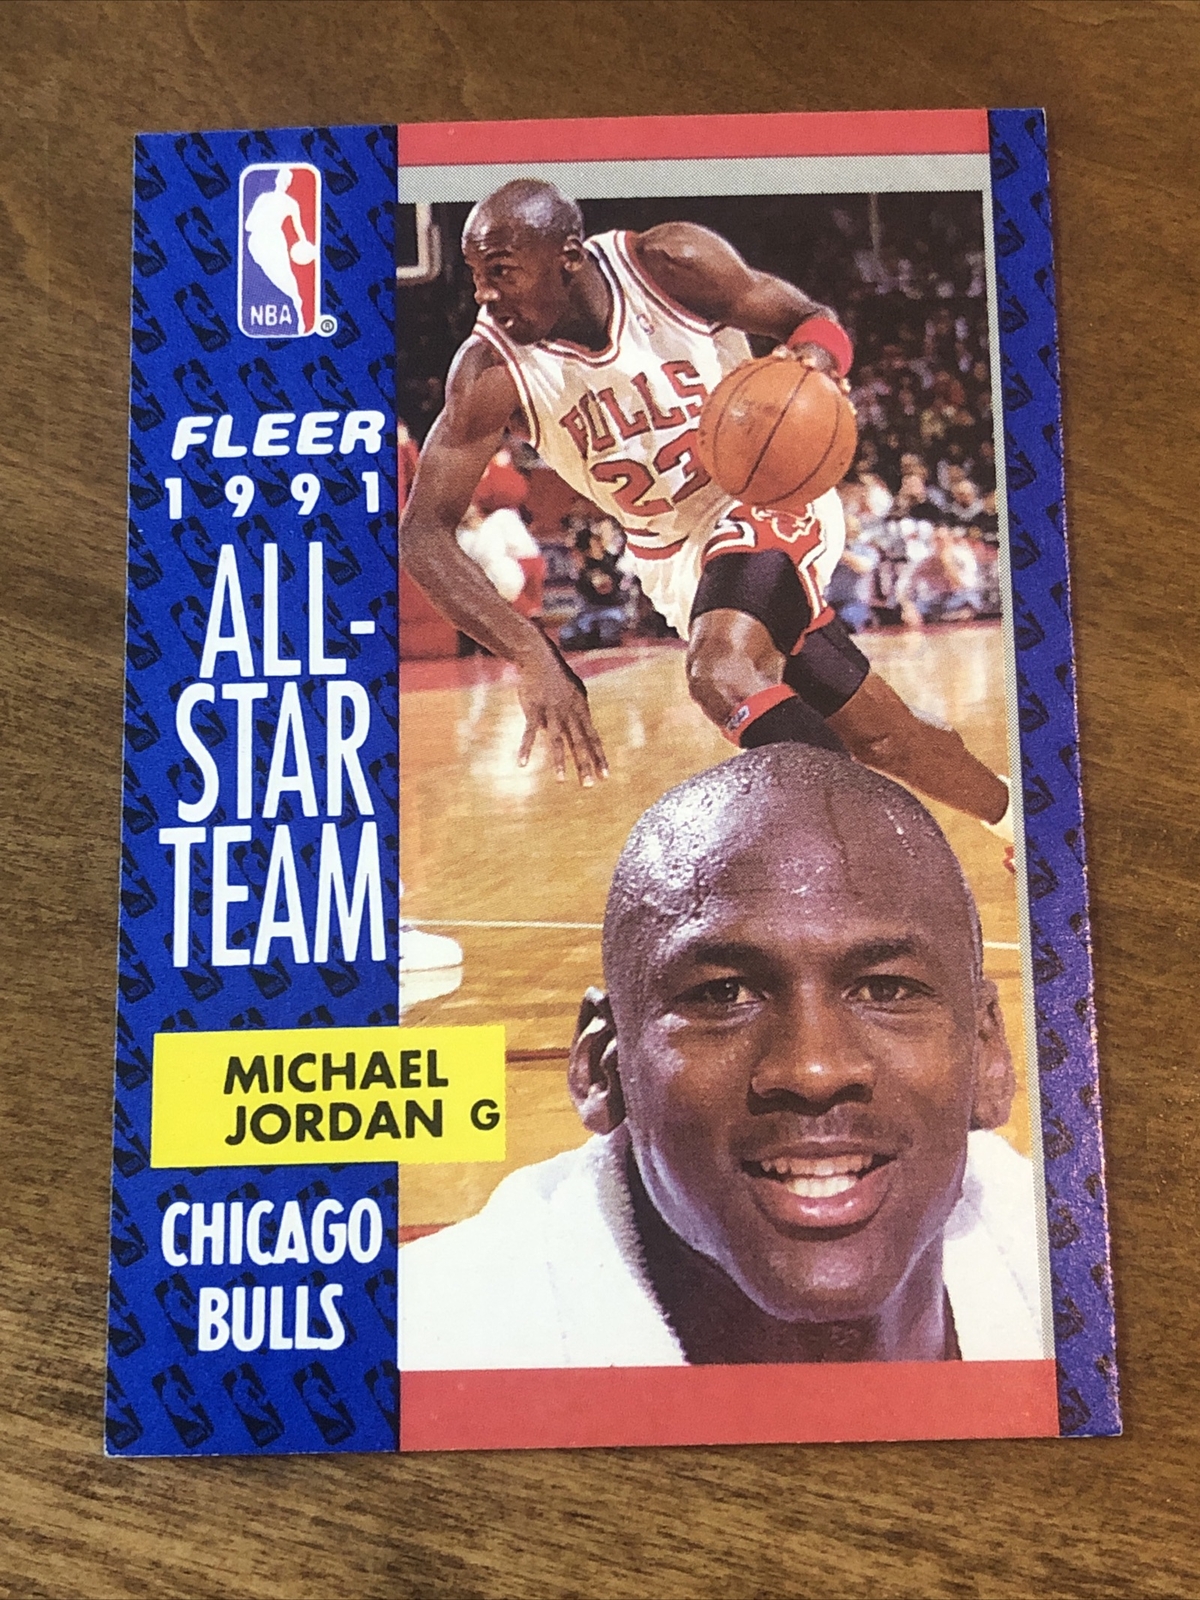 NBA
®
FLEER
1991
ALL-
STAR
TEAM
MICHAEL
JORDAN G
CHICAGO
BULLS
BULLS
23